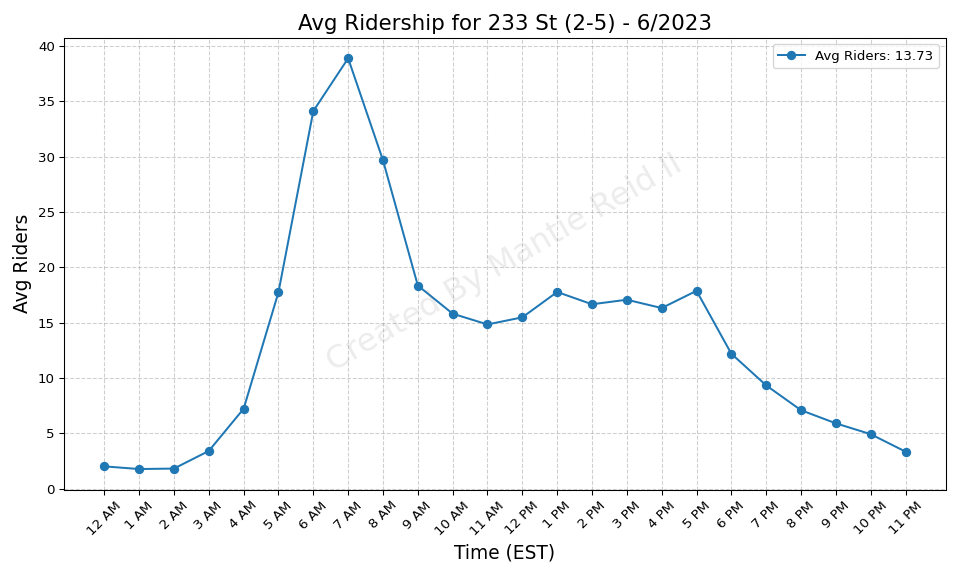 Avg Ridership for 233 St (2-5) - 6/2023
Avg Riders: 13.73
Avg Riders
40
35
30
25
20
15
10
5
0
Created By Mantie Reid II
12 AM
1 AM
2 AM
3 AM
4 AM
5 AM
6 AM
7 AM
8 AM
9 AM
10 AM
11 AM
12 PM
1 PM
2 PM
3 PM
4 PM
5 PM
6 PM
7 PM
8 PM
9 PM
10 PM
11 PM
Time (EST)